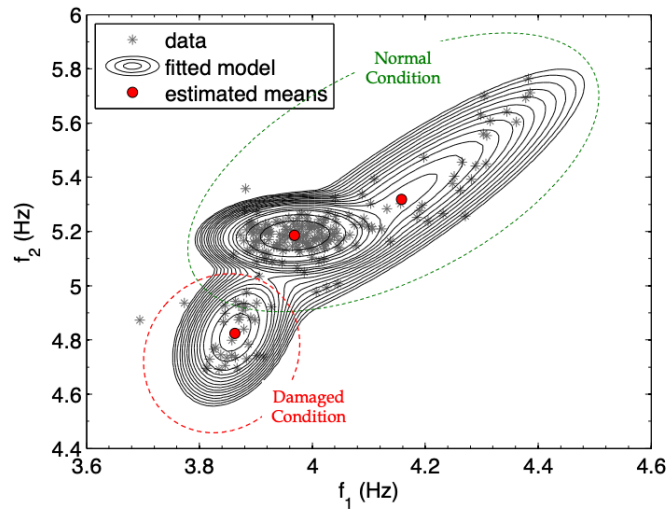 data
fitted model
estimated means
Normal
Condition
Damaged
Condition
6
5.8
5.6
5.4
5.2
5
4.8
4.6
4.4
3.6
3.8
4
4.2
4.4
4.6
f2 (Hz)
f1 (Hz)